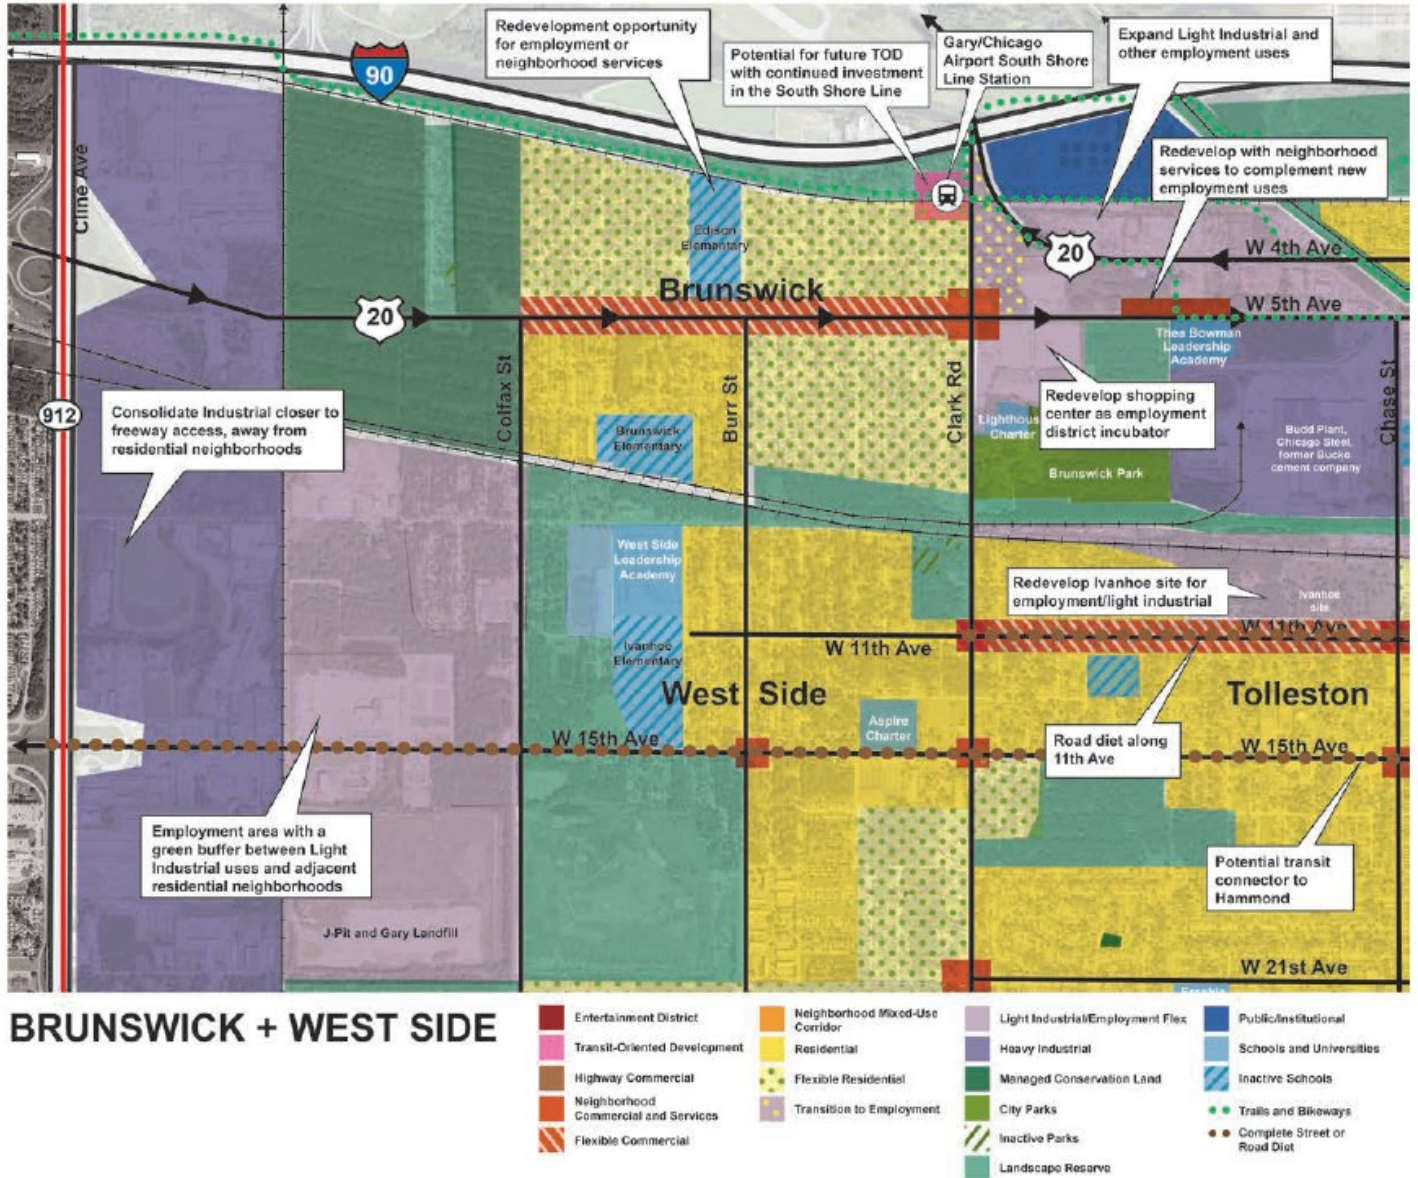 Redevelopment opportunity
for employment or
neighborhood services
Potential for future TOD
with continued investment
in the South Shore Line
Gary/Chicago
Airport South Shore
Line Station
Expand Light Industrial and
other employment uses
90
Redevelop with neighborhood
services to complement new
employment uses
Cline Ave
Edison
Elementary
20
W 4th Ave
Brunswick
W 5th Ave
20
Thea Bowman
Leadership
Academy
Colfax St
Burr St
Clark Rd
Chase St
912
Consolidate Industrial closer to
freeway access, away from
residential neighborhoods
Redevelop shopping
center as employment
district incubator
Brunswick
Elementary
Lighthous
Charter
Budd Plant,
Chicago Steel,
former Bucko
cement company
Brunswick Park
West Side
Leadership
Academy
Redevelop Ivanhoe site for
employment/light industrial
Ivanhoe
site
W 11th Ave
W 11th Ave
Ivanhoe
Elementary
West Side
Tolleston
Aspire
Charter
W 15th Ave
Road diet along
11th Ave
W 15th Ave
Employment area with a
green buffer between Light
Industrial uses and adjacent
residential neighborhoods
Potential transit
connector to
Hammond
J-Pit and Gary Landfill
W 21st Ave
BRUNSWICK + WEST SIDE
Entertainment District
Transit-Oriented Development
Highway Commercial
Neighborhood
Commercial and Services
Flexible Commercial
Neighborhood Mixed-Use
Corridor
Residential
Flexible Residential
Transition to Employment
Light Industrial/Employment Flex
Heavy Industrial
Managed Conservation Land
City Parks
Inactive Parks
Landscape Reserve
Public/Institutional
Schools and Universities
Inactive Schools
Trails and Bikeways
Complete Street or
Road Diet